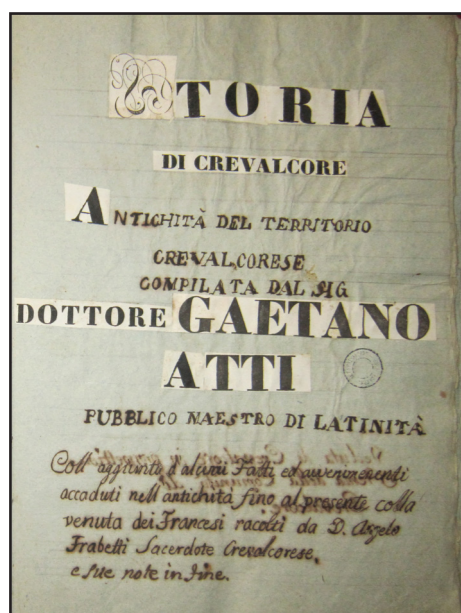 STORIA
DI CREVALCORE
ANTICHITÀ DEL TERRITORIO
CREVALCORESE
COMPILATA DAL SIG
DOTTORE GAETANO
ATTI
PUBBLICO MAESTRO DI LATINITÀ
Coll' aggiunta d'alcuni Fatti ed avvenimenti
accaduti nell'antichità fino al presente colla
venuta dei Francesi racolti da D. Angelo
Frabetti Sacerdote Crevalcorese,
e sue note in fine.